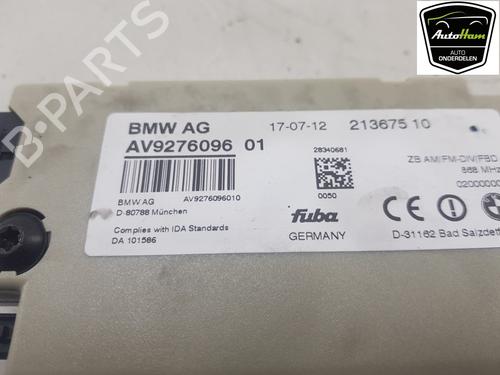 AutoHam
AUTO
ONDERDELEN
B-PARTS
BMW AG
17-07-12 213675 10
AV9276096 01
28340681
ZB AM/FM-DIV/FBD
868 MHz
0050
BMW AG AV9276096010
D-80788 München
Complies with IDA Standards
DA 101586
fuba
GERMANY
CE
D-31162 Bad Salzdetf